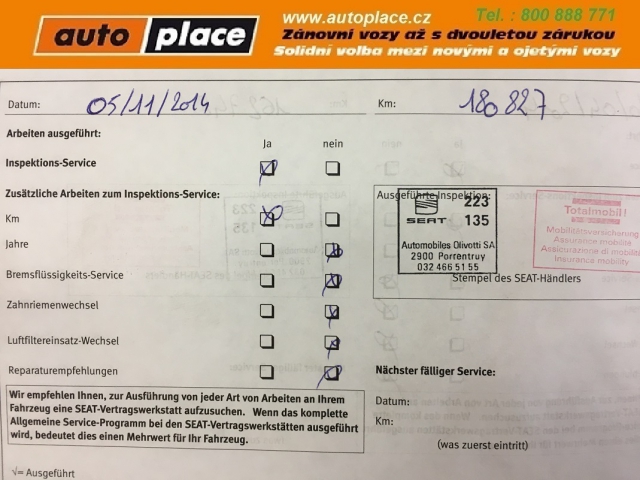 auto place
www.autoplace.cz
Tel. : 800 888 771
Zánovní vozy až s dvouletou zárukou
Solidní volba mezi novými a ojetými vozy
Datum: 05/11/2014
Km: 180 827
Arbeiten ausgeführt:
Ja nein
Inspektions-Service
Zusätzliche Arbeiten zum Inspektions-Service:
Km
Jahre
Bremsflüssigkeits-Service
Zahnriemenwechsel
Luftfiltereinsatz-Wechsel
Reparaturempfehlungen
Ausgeführte Inspektion:
SEAT 223
135
Automobiles Olivotti SA
2900 Porrentruy
032 466 51 55
Totalmobil!
Mobilitätsversicherung
Assurance mobilité
Assicurazione di mobilità
Insurance mobility
Stempel des SEAT-Händlers
Wir empfehlen Ihnen, zur Ausführung von jeder Art von Arbeiten an Ihrem
Fahrzeug eine SEAT-Vertragswerkstatt aufzusuchen. Wenn das komplette
Allgemeine Service-Programm bei den SEAT-Vertragswerkstätten ausgeführt
wird, bedeutet dies einen Mehrwert für Ihr Fahrzeug.
Nächster fälliger Service:
Datum:
Km:
(was zuerst eintritt)
√= Ausgeführt